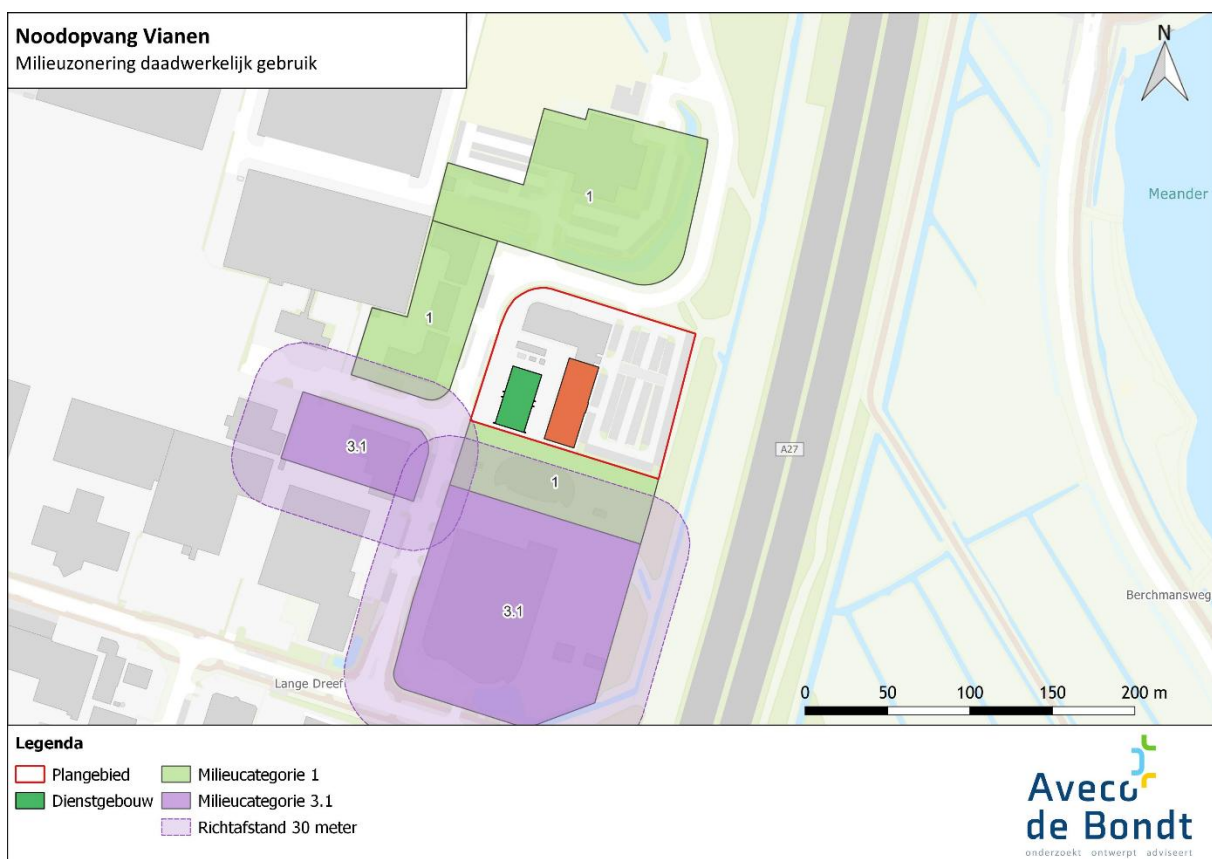 Noodopvang Vianen
Milieuzonering daadwerkelijk gebruik
N
Meander
1
1
3.1
1
A27
3.1
Berchmansweg
Lange Dreef
0 50 100 150 200 m
Legenda
Plangebied
Milieucategorie 1
Dienstgebouw
Milieucategorie 3.1
Richtafstand 30 meter
Aveco
de Bondt
onderzoekt ontwerpt adviseert